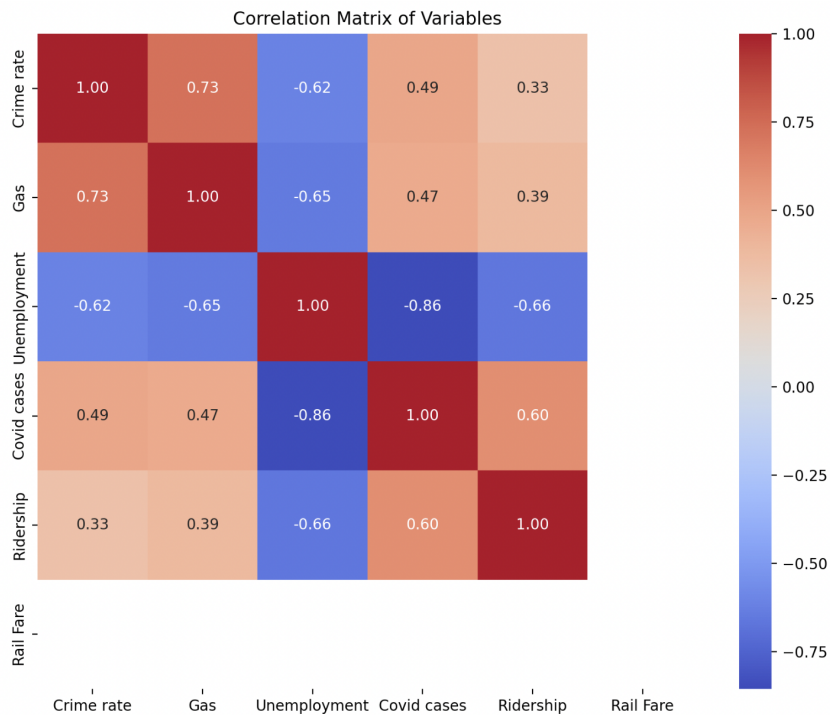 Correlation Matrix of Variables
Crime rate 1.00 0.73 -0.62 0.49 0.33
Gas 0.73 1.00 -0.65 0.47 0.39
Unemployment -0.62 -0.65 1.00 -0.86 -0.66
Covid cases 0.49 0.47 -0.86 1.00 0.60
Ridership 0.33 0.39 -0.66 0.60 1.00
Rail Fare
Crime rate Gas Unemployment Covid cases Ridership Rail Fare
1.00
0.75
0.50
0.25
0.00
−0.25
−0.50
−0.75